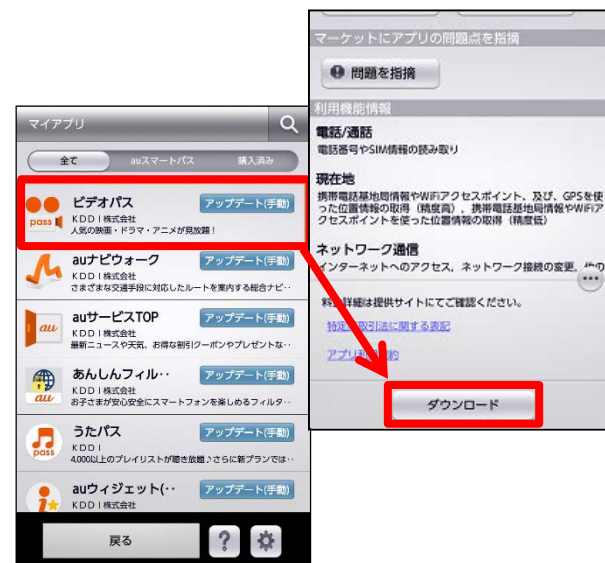 マイアプリ
全て auスマートパス 購入済み
ビデオパス アップデート(手動)
pass
KDDI株式会社
人気の映画・ドラマ・アニメが見放題！
auナビウォーク アップデート(手動)
KDDI株式会社
さまざまな交通手段に対応したルートを案内する総合ナビ‥
auサービスTOP アップデート(手動)
au
KDDI株式会社
最新ニュースや天気、お得な割引クーポンやプレゼントな‥
あんしんフィル‥ アップデート(手動)
au
KDDI株式会社
お子さまが安心安全にスマートフォンを楽しめるフィルタ‥
うたパス アップデート(手動)
pass
KDDI
4,000以上のプレイリストが聴き放題♪さらに新プランでは‥
auウィジェット(‥ アップデート(手動)
KDDI株式会社
戻る ?
マーケットにアプリの問題点を指摘
問題を指摘
利用機能情報
電話/通話
電話番号やSIM情報の読み取り
現在地
携帯電話基地局情報やWiFiアクセスポイント、及び、GPSを使
った位置情報の取得（精度高）, 携帯電話基地局情報やWiFiア
クセスポイントを使った位置情報の取得（精度低）
ネットワーク通信
インターネットへのアクセス, ネットワーク接続の変更,
詳細は提供サイトにてご確認ください。
取引法に関する表記
アプリ
ダウンロード